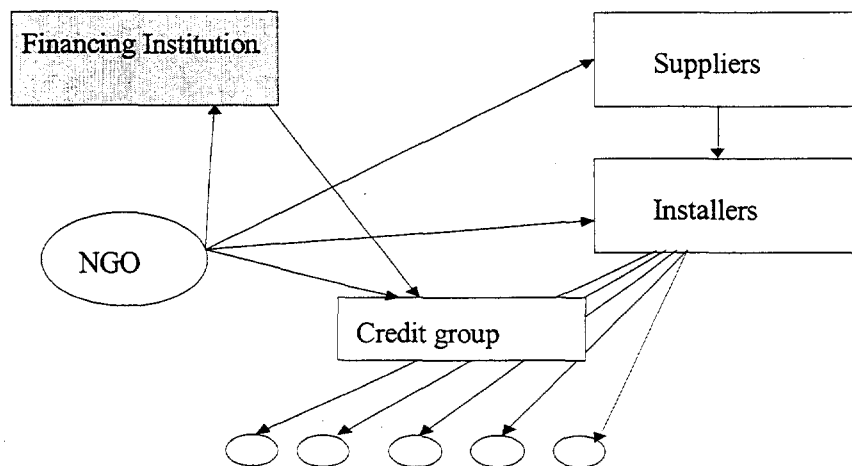 Financing Institution
Suppliers
Installers
NGO
Credit group